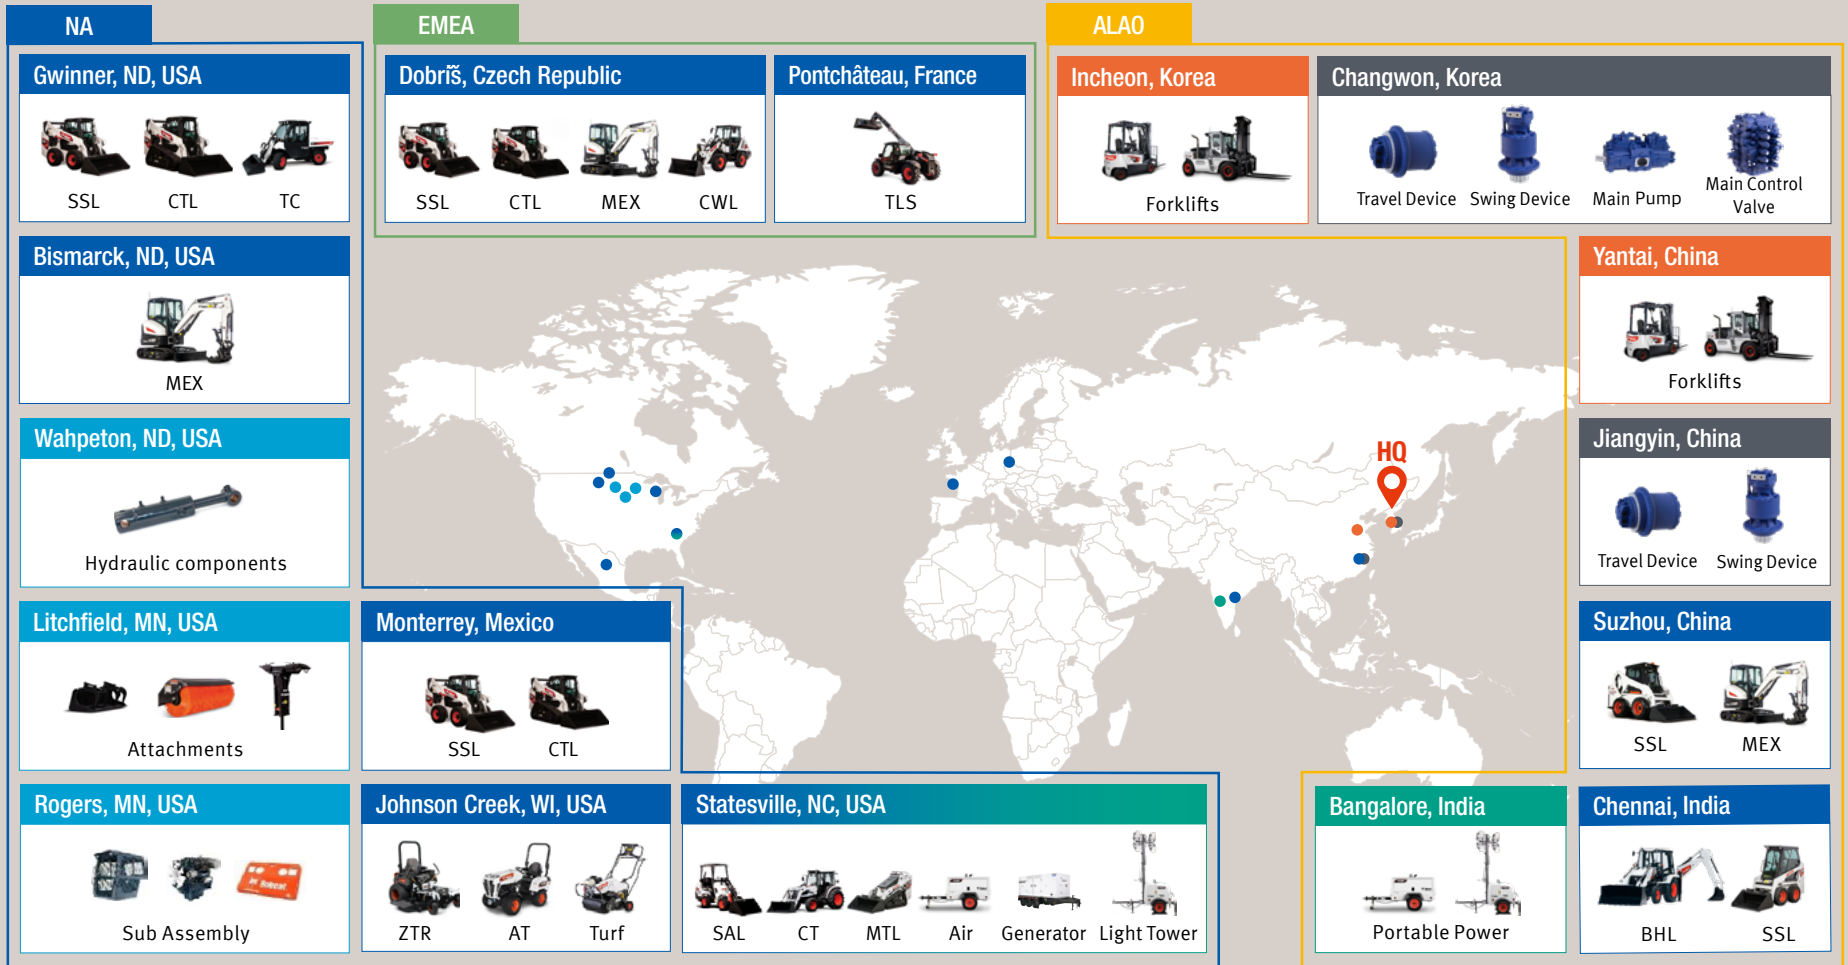 NA
Gwinner, ND, USA
SSL
CTL
TC
Bismarck, ND, USA
MEX
Wahpeton, ND, USA
Hydraulic components
Litchfield, MN, USA
Attachments
Rogers, MN, USA
Sub Assembly
Monterrey, Mexico
SSL
CTL
Johnson Creek, WI, USA
ZTR
AT
Turf
Statesville, NC, USA
SAL
CT
MTL
Air
Generator
Light Tower
EMEA
Dobříš, Czech Republic
SSL
CTL
MEX
CWL
Pontchâteau, France
TLS
HQ
ALAO
Incheon, Korea
Forklifts
Changwon, Korea
Travel Device
Swing Device
Main Pump
Main Control
Valve
Yantai, China
Forklifts
Jiangyin, China
Travel Device
Swing Device
Suzhou, China
SSL
MEX
Bangalore, India
Portable Power
Chennai, India
BHL
SSL